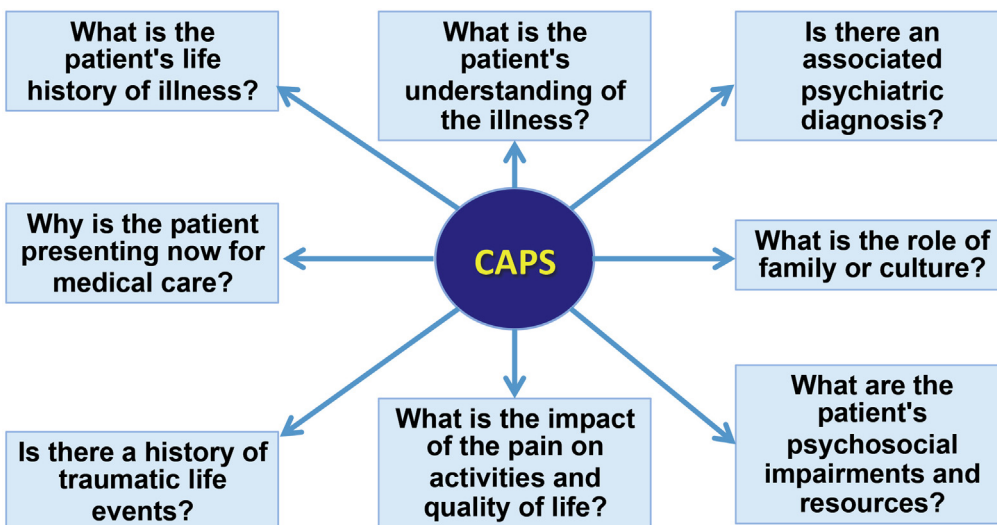 What is the
patient's life
history of illness?
What is the
patient's
understanding of
the illness?
Is there an
associated
psychiatric
diagnosis?
Why is the patient
presenting now for
medical care?
CAPS
What is the role of
family or culture?
Is there a history of
traumatic life
events?
What is the impact
of the pain on
activities and
quality of life?
What are the
patient's
psychosocial
impairments and
resources?